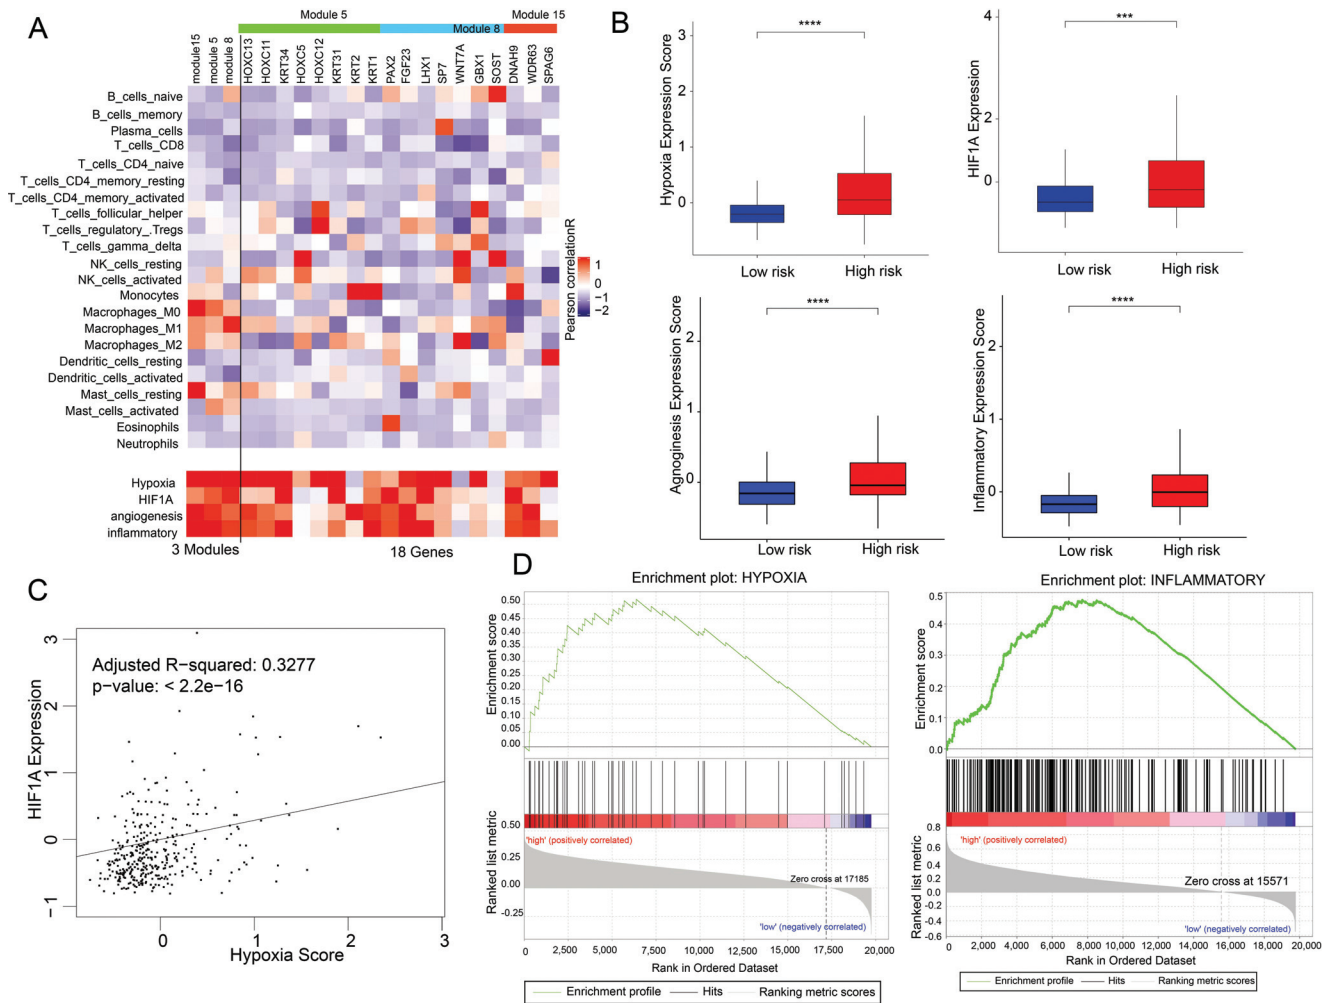 A
Module 5
Module 8
Module 15
module15
module 5
module 8
HOXC13
HOXC11
KRT34
HOXC5
HOXC12
KRT31
KRT2
KRT1
PAX2
FGF23
LHX1
SP7
WNT7A
GBX1
SOST
DNAH9
WDR63
SPAG6
B_cells_naive
B_cells_memory
Plasma_cells
T_cells_CD8
T_cells_CD4_naive
T_cells_CD4_memory_resting
T_cells_CD4_memory_activated
T_cells_follicular_helper
T_cells_regulatory_.Tregs
T_cells_gamma_delta
NK_cells_resting
NK_cells_activated
Monocytes
Macrophages_M0
Macrophages_M1
Macrophages_M2
Dendritic_cells_resting
Dendritic_cells_activated
Mast_cells_resting
Mast_cells_activated
Eosinophils
Neutrophils
Hypoxia
HIF1A
angiogenesis
inflammatory
3 Modules
18 Genes
Pearson correlationR
1
0
−1
−2
B
Hypoxia Expression Score
3
2
1
0
****
Low risk
High risk
HIF1A Expression
4
2
0
***
Low risk
High risk
Agnoginesis Expression Score
2
1
0
****
Low risk
High risk
Inflammatory Expression Score
2
1
0
****
Low risk
High risk
C
Adjusted R−squared: 0.3277
p−value: < 2.2e−16
HIF1A Expression
3
2
1
0
−1
0
1
2
3
Hypoxia Score
D
Enrichment plot: HYPOXIA
Enrichment score
0.50
0.45
0.40
0.35
0.30
0.25
0.20
0.15
0.10
0.05
0.00
Ranked list metric
0.50
0.25
0.00
-0.25
'high' (positively correlated)
Zero cross at 17185
'low' (negatively correlated)
0
2,500
5,000
7,500
10,000
12,500
15,000
17,500
20,000
Rank in Ordered Dataset
Enrichment profile
Hits
Ranking metric scores
Enrichment plot: INFLAMMATORY
Enrichment score
0.5
0.4
0.3
0.2
0.1
0.0
Ranked list metric
0.8
0.6
0.4
0.2
0.0
-0.2
-0.4
-0.6
'high' (positively correlated)
Zero cross at 15571
'low' (negatively correlated)
0
2,000
4,000
6,000
8,000
10,000
12,000
14,000
16,000
18,000
20,000
Rank in Ordered Dataset
Enrichment profile
Hits
Ranking metric scores